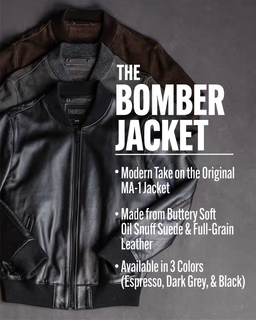 THE
BOMBER
JACKET
• Modern Take on the Original
MA-1 Jacket
• Made from Buttery Soft
Oil Snuff Suede & Full-Grain
Leather
• Available in 3 Colors
(Espresso, Dark Grey, & Black)